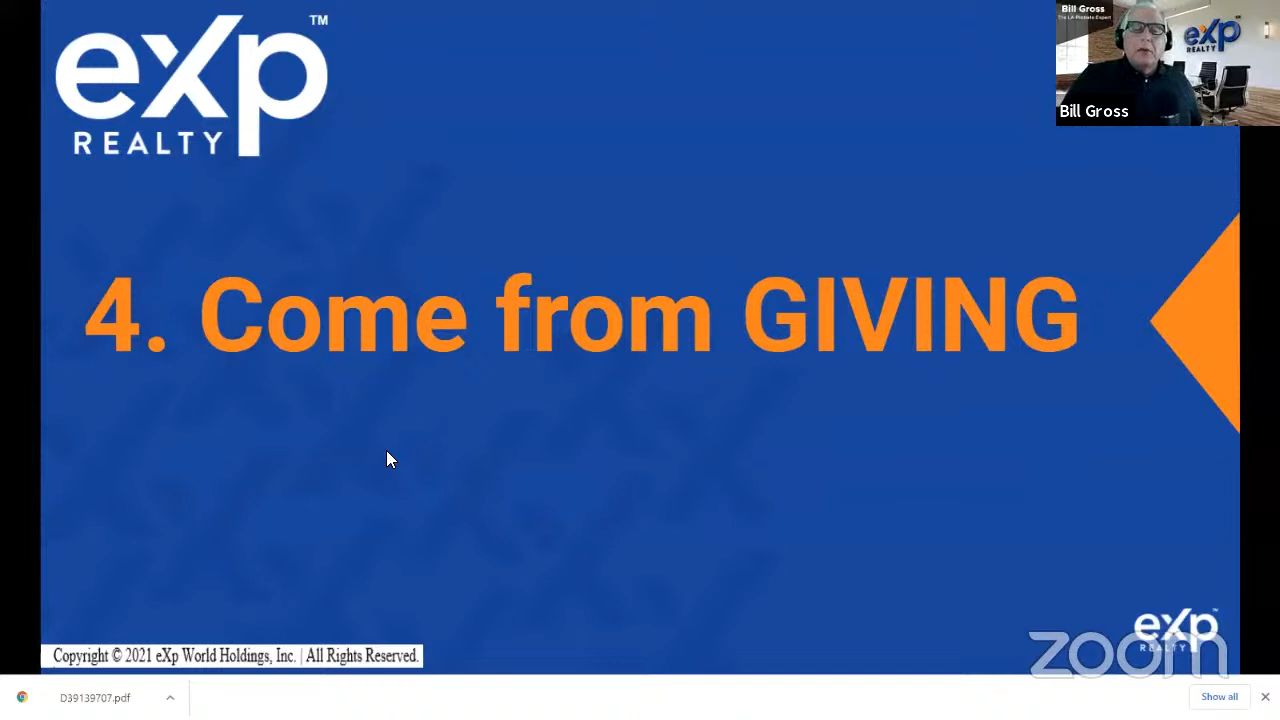 eXp
REALTY
TM
Bill Gross
The LA Probate Expert
eXp
REALTY
Bill Gross
4. Come from GIVING
eXp
REALTY
zoom
Copyright © 2021 eXp World Holdings, Inc. | All Rights Reserved.
D39139707.pdf
Show all